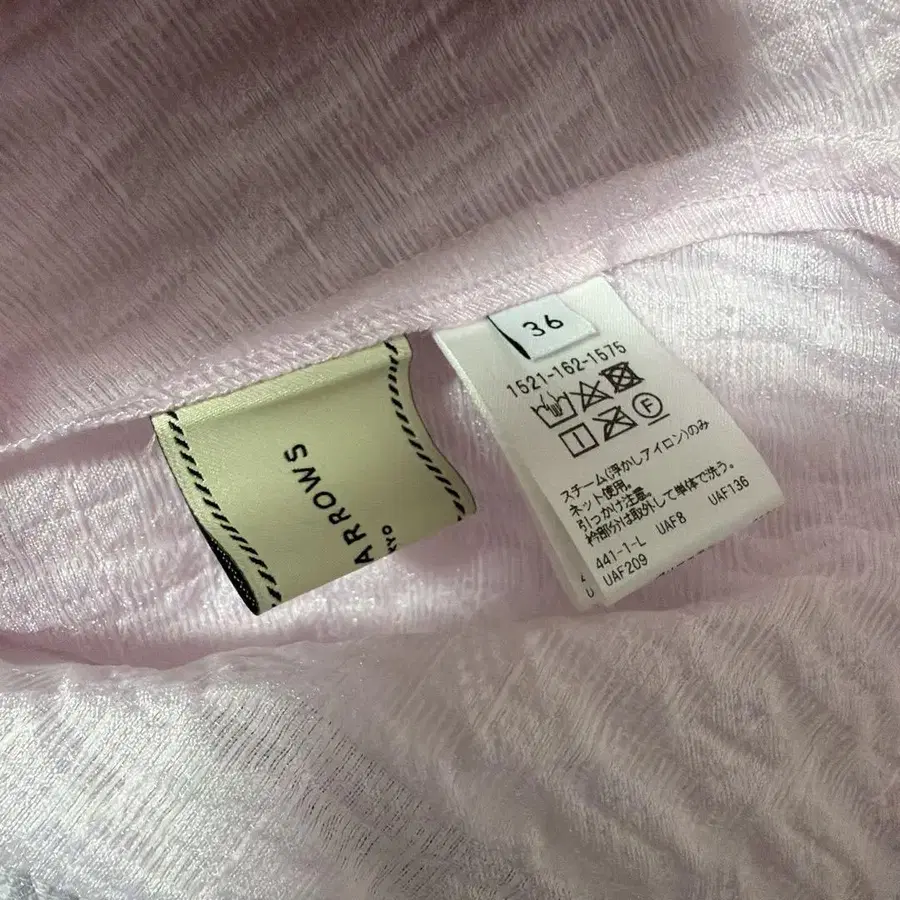 ARROWS
36
1521-162-1575
F
スチーム(浮かしアイロン)のみ
ネット使用。
引っかけ注意。
衿部分は取外して単体で洗う。
441-1-L UAF8 UAF136
U UAF209